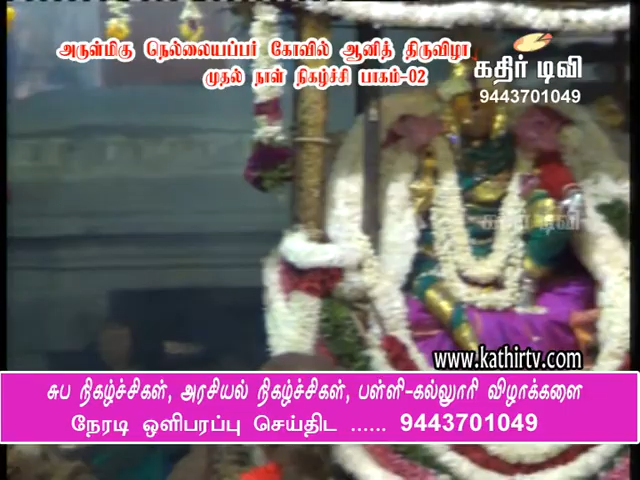 அருள்மிகு நெல்லையப்பர் கோவில் ஆனித் திருவிழா
முதல் நாள் நிகழ்ச்சி பாகம்-02
கதிர் டிவி
9443701049
கதிர் டிவி
www.kathirtv.com
சுப நிகழ்ச்சிகள், அரசியல் நிகழ்ச்சிகள், பள்ளி-கல்லூரி விழாக்களை
நேரடி ஒளிபரப்பு செய்திட ...... 9443701049